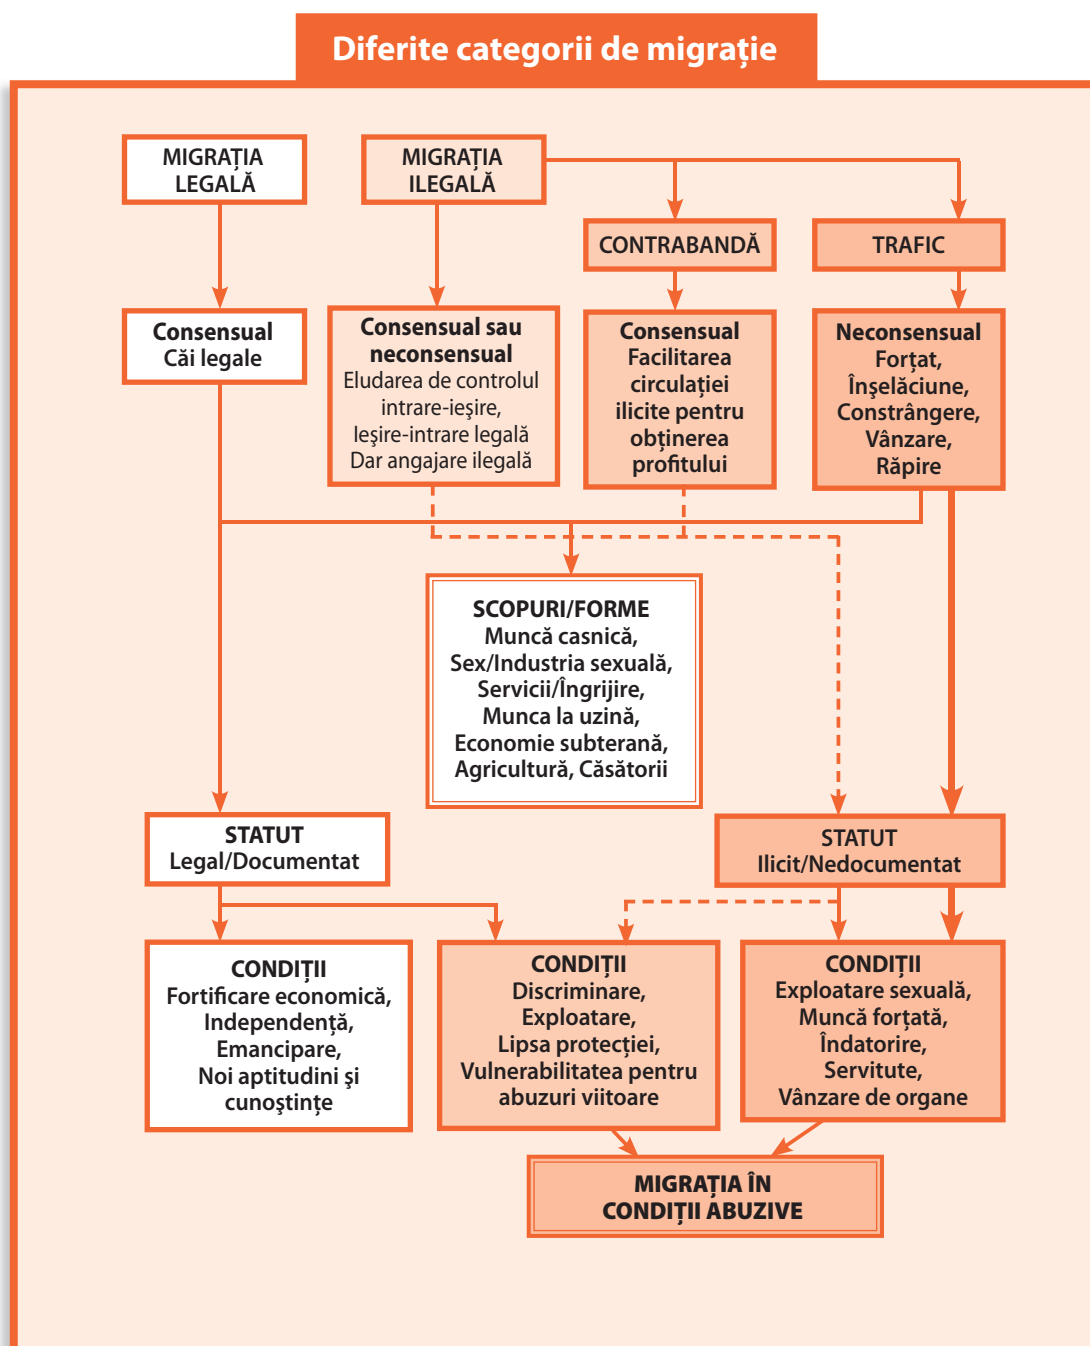 Diferite categorii de migrație
MIGRAȚIA
LEGALĂ
MIGRAȚIA
ILEGALĂ
CONTRABANDĂ
TRAFIC
Consensual
Căi legale
Consensual sau
neconsensual
Eludarea de controlul
intrare-ieşire,
Ieşire-intrare legală
Dar angajare ilegală
Consensual
Facilitarea
circulației
ilicite pentru
obținerea
profitului
Neconsensual
Forțat,
Înşelăciune,
Constrângere,
Vânzare,
Răpire
SCOPURI/FORME
Muncă casnică,
Sex/Industria sexuală,
Servicii/Îngrijire,
Munca la uzină,
Economie subterană,
Agricultură, Căsătorii
STATUT
Legal/Documentat
STATUT
Ilicit/Nedocumentat
CONDIȚII
Fortificare economică,
Independență,
Emancipare,
Noi aptitudini şi
cunoştințe
CONDIȚII
Discriminare,
Exploatare,
Lipsa protecției,
Vulnerabilitatea pentru
abuzuri viitoare
CONDIȚII
Exploatare sexuală,
Muncă forțată,
Îndatorire,
Servitute,
Vânzare de organe
MIGRAȚIA ÎN
CONDIȚII ABUZIVE